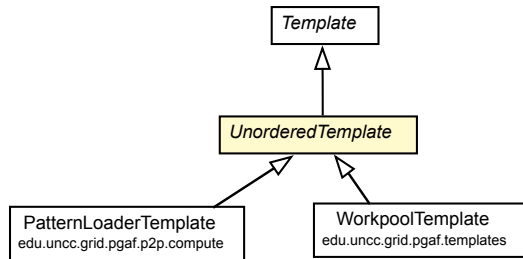 Template
UnorderedTemplate
PatternLoaderTemplate
edu.uncc.grid.pgaf.p2p.compute
WorkpoolTemplate
edu.uncc.grid.pgaf.templates